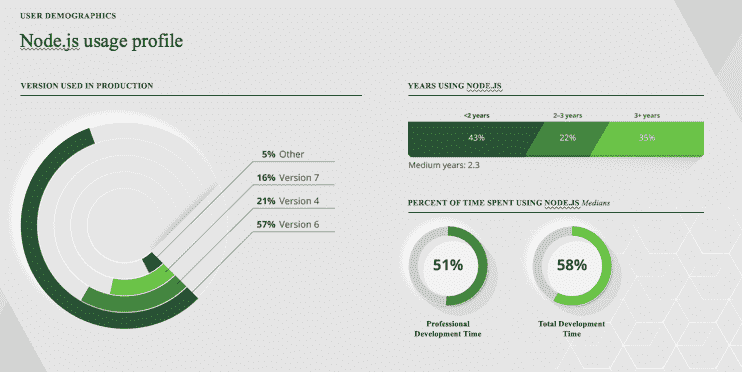 USER DEMOGRAPHICS
Node.js usage profile
VERSION USED IN PRODUCTION
5% Other
16% Version 7
21% Version 4
57% Version 6
YEARS USING NODE.JS
<2 years 2–3 years 3+ years
43% 22% 35%
Medium years: 2.3
PERCENT OF TIME SPENT USING NODE.JS Medians
51% 58%
Professional
Development Time
Total Development
Time